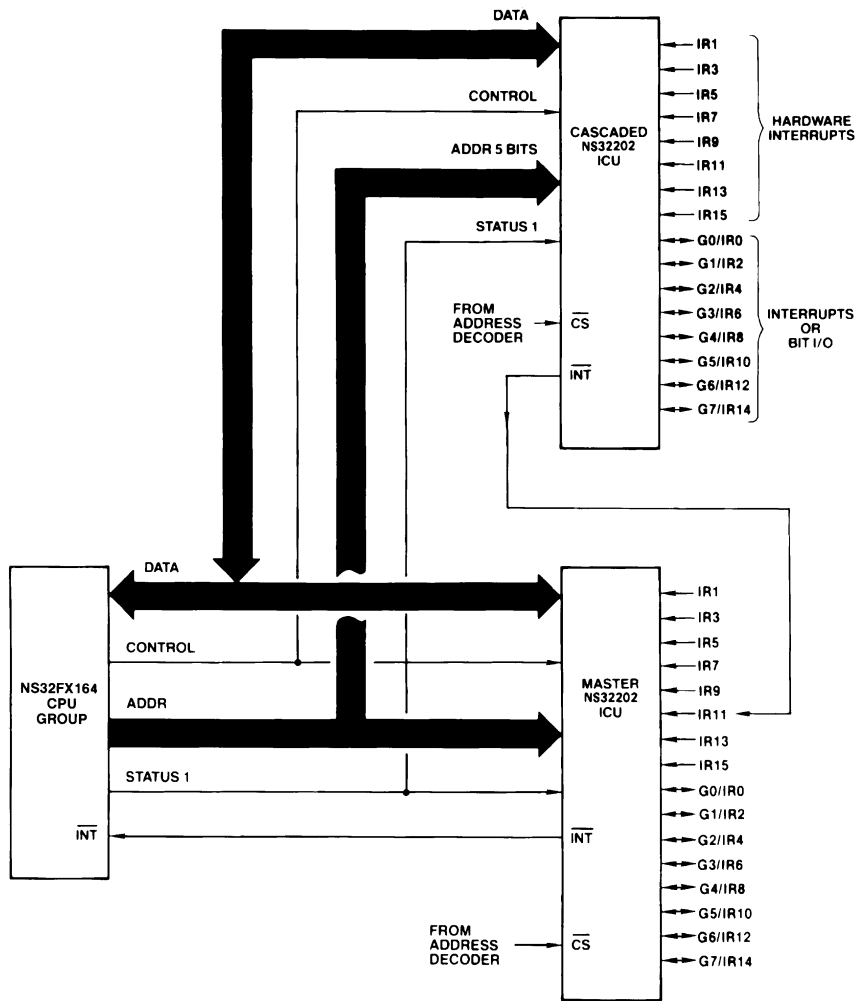 DATA
CONTROL
ADDR 5 BITS
STATUS 1
FROM
ADDRESS
DECODER
CS
INT
CASCADED
NS32202
ICU
IR1
IR3
IR5
IR7
IR9
IR11
IR13
IR15
G0/IR0
G1/IR2
G2/IR4
G3/IR6
G4/IR8
G5/IR10
G6/IR12
G7/IR14
HARDWARE
INTERRUPTS
INTERRUPTS
OR
BIT I/O
NS32FX164
CPU
GROUP
INT
DATA
CONTROL
ADDR
STATUS 1
MASTER
NS32202
ICU
INT
FROM
ADDRESS
DECODER
CS
IR1
IR3
IR5
IR7
IR9
IR11
IR13
IR15
G0/IR0
G1/IR2
G2/IR4
G3/IR6
G4/IR8
G5/IR10
G6/IR12
G7/IR14